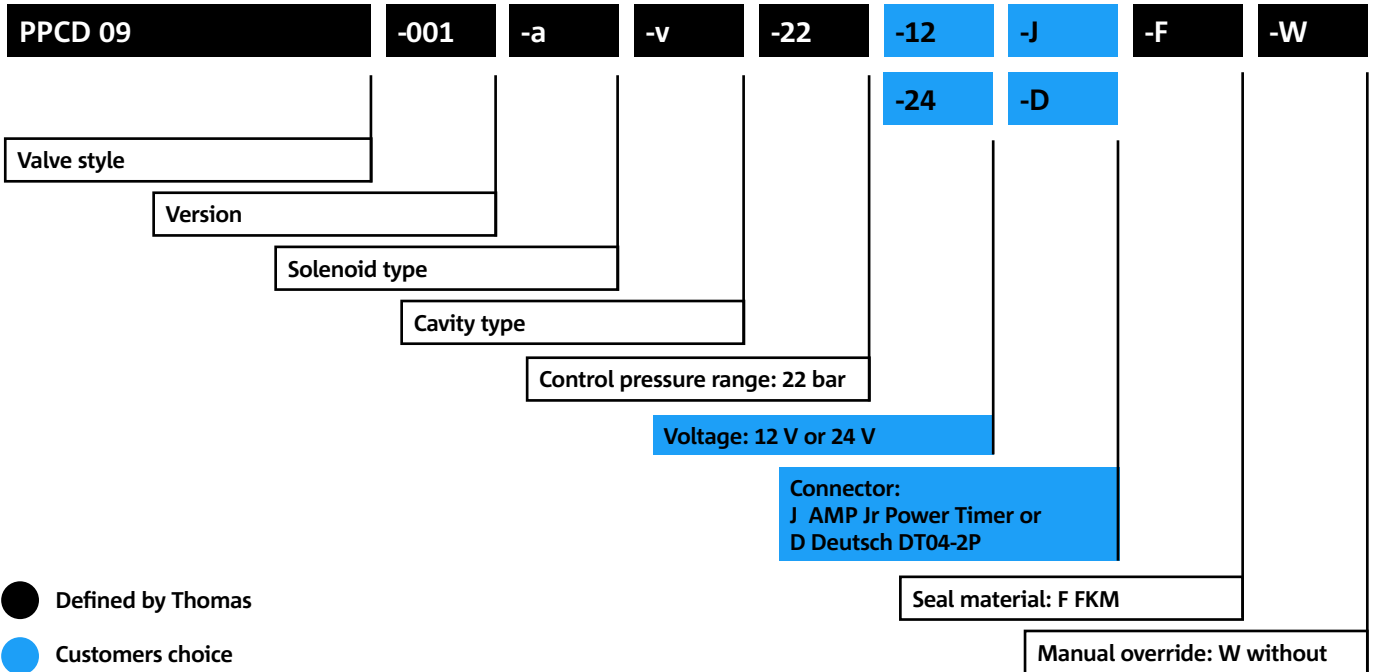 PPCD 09 -001 -a -v -22 -12 -J -F -W
-24 -D
Valve style
Version
Solenoid type
Cavity type
Control pressure range: 22 bar
Voltage: 12 V or 24 V
Connector:
J AMP Jr Power Timer or
D Deutsch DT04-2P
Defined by Thomas
Seal material: F FKM
Customers choice
Manual override: W without